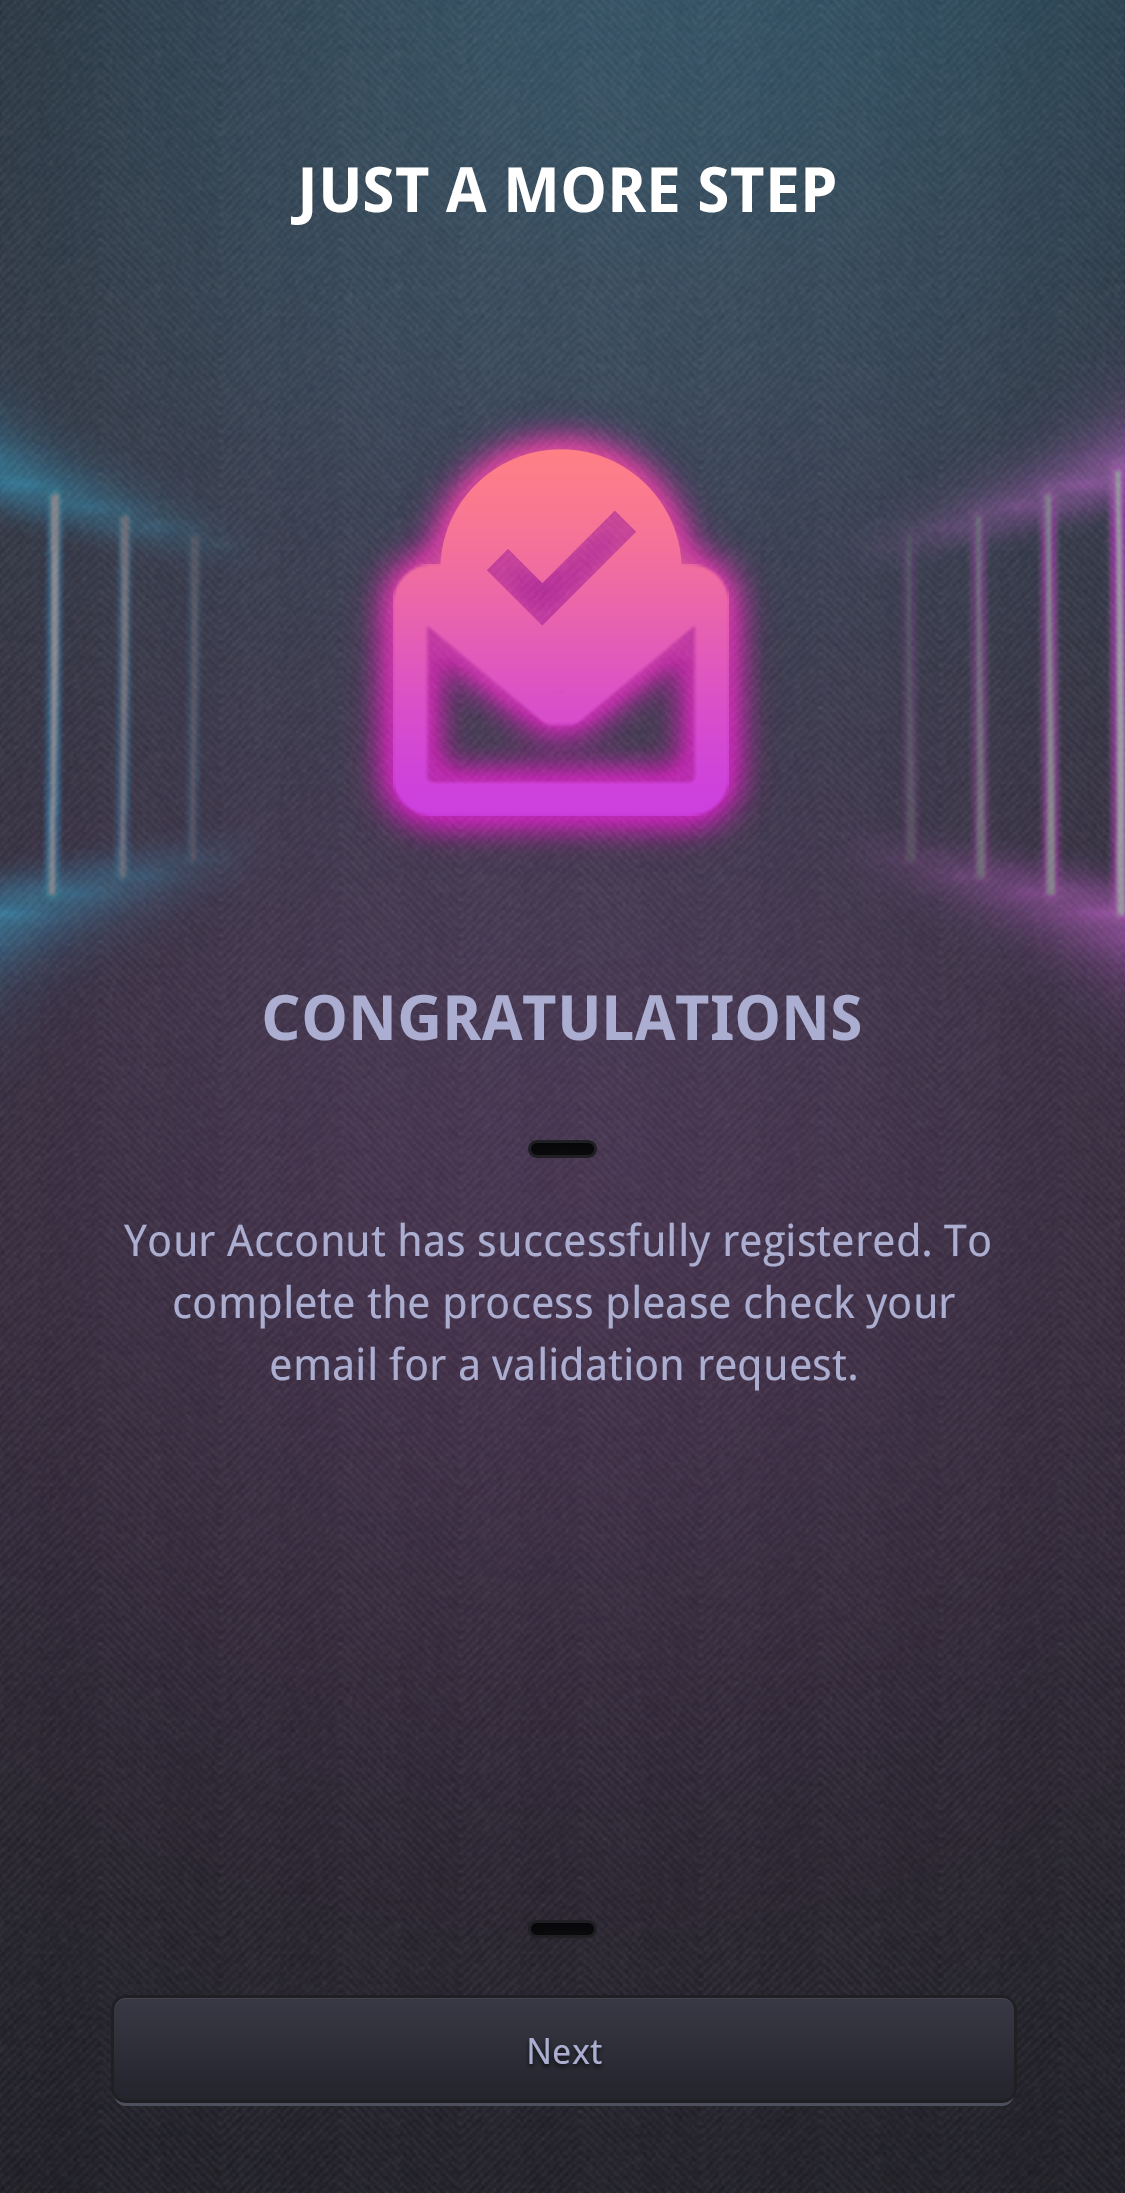 JUST A MORE STEP
CONGRATULATIONS
Your Acconut has successfully registered. To
complete the process please check your
email for a validation request.
Next